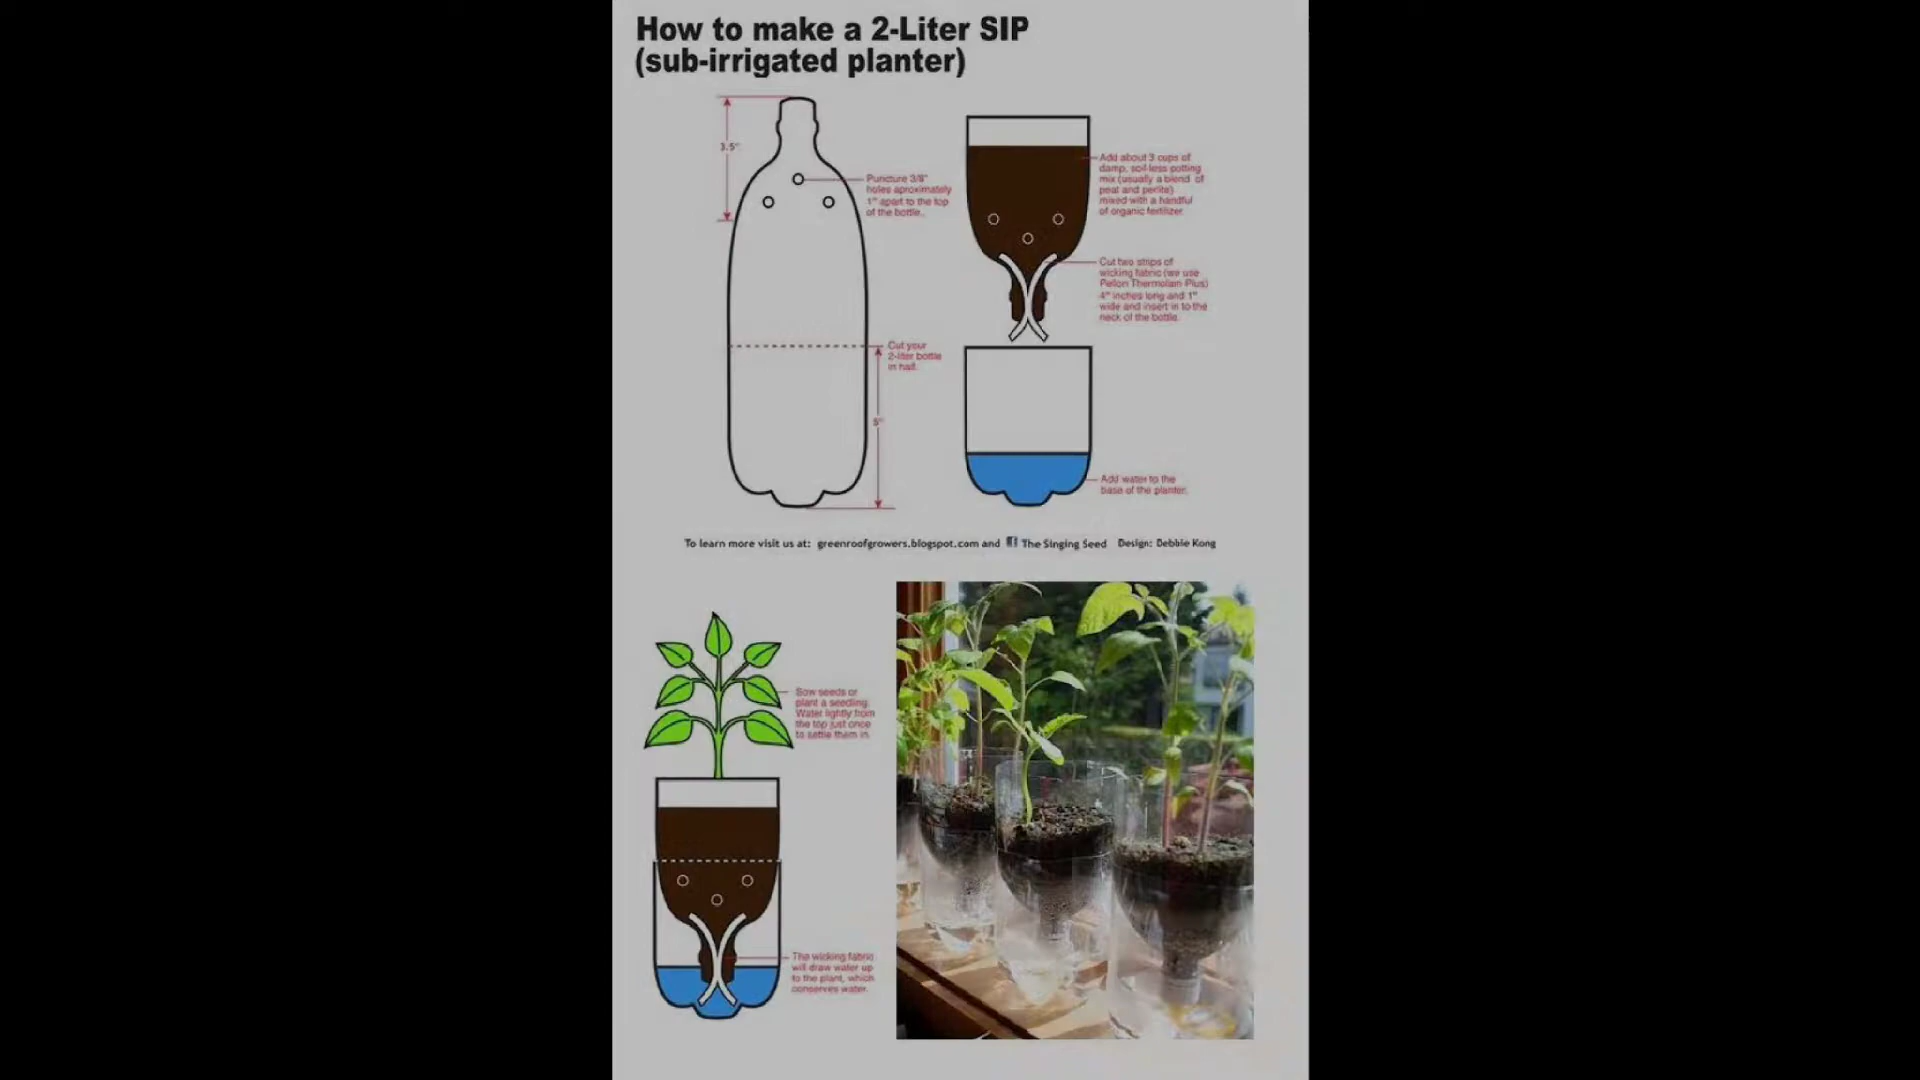 How to make a 2-Liter SIP
(sub-irrigated planter)
3.5"
Puncture 3/8"
holes aproximately
1" apart to the top
of the bottle.
Cut your
2-liter bottle
in half.
5"
Add about 3 cups of
damp, soil-less potting
mix (usually a blend of
peat and perlite)
mixed with a handful
of organic fertilizer.
Cut two strips of
wicking fabric (we use
Pellon Thermolan Plus)
4" inches long and 1"
wide and insert in to the
neck of the bottle.
Add water to the
base of the planter.
To learn more visit us at: greenroofgrowers.blogspot.com and f The Singing Seed Design: Debbie Kong
Sow seeds or
plant a seedling.
Water lightly from
the top just once
to settle them in.
The wicking fabric
will draw water up
to the plant, which
conserves water.